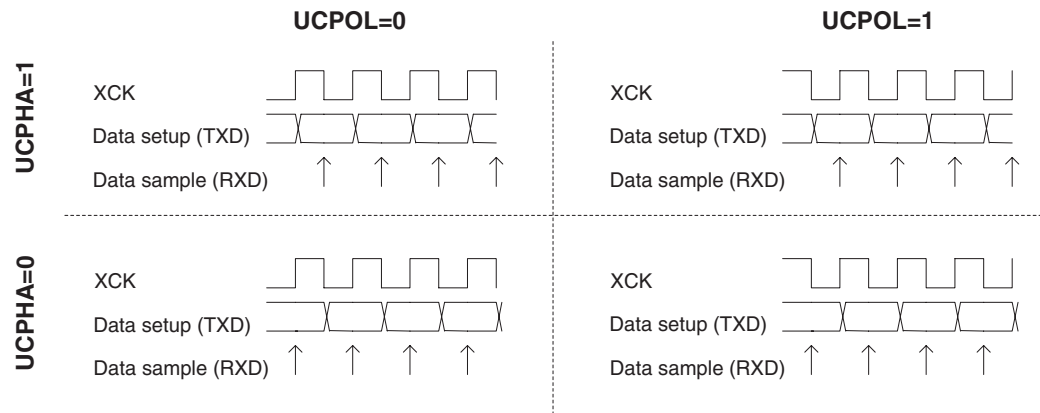 UCPOL=0
UCPOL=1
UCPHA=1
XCK
Data setup (TXD)
Data sample (RXD)
XCK
Data setup (TXD)
Data sample (RXD)
UCPHA=0
XCK
Data setup (TXD)
Data sample (RXD)
XCK
Data setup (TXD)
Data sample (RXD)